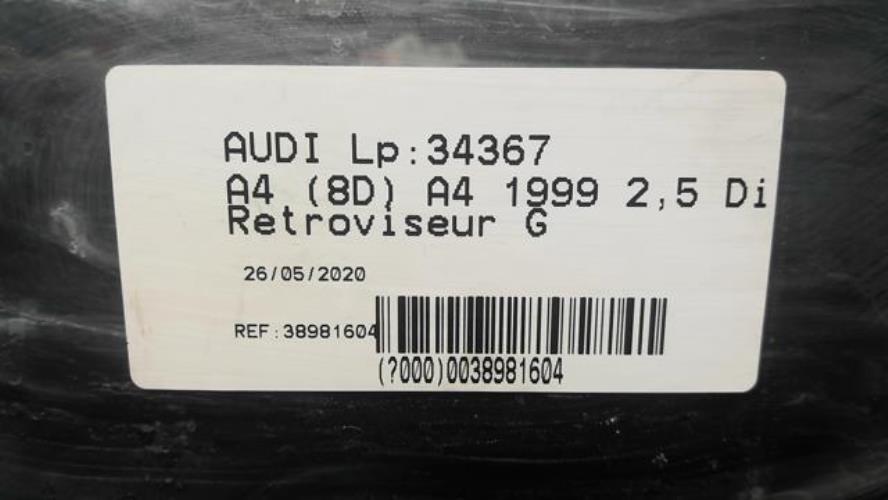 AUDI Lp:34367
A4 (8D) A4 1999 2,5 Di
Retroviseur G
26/05/2020
REF:38981604
(?000)0038981604